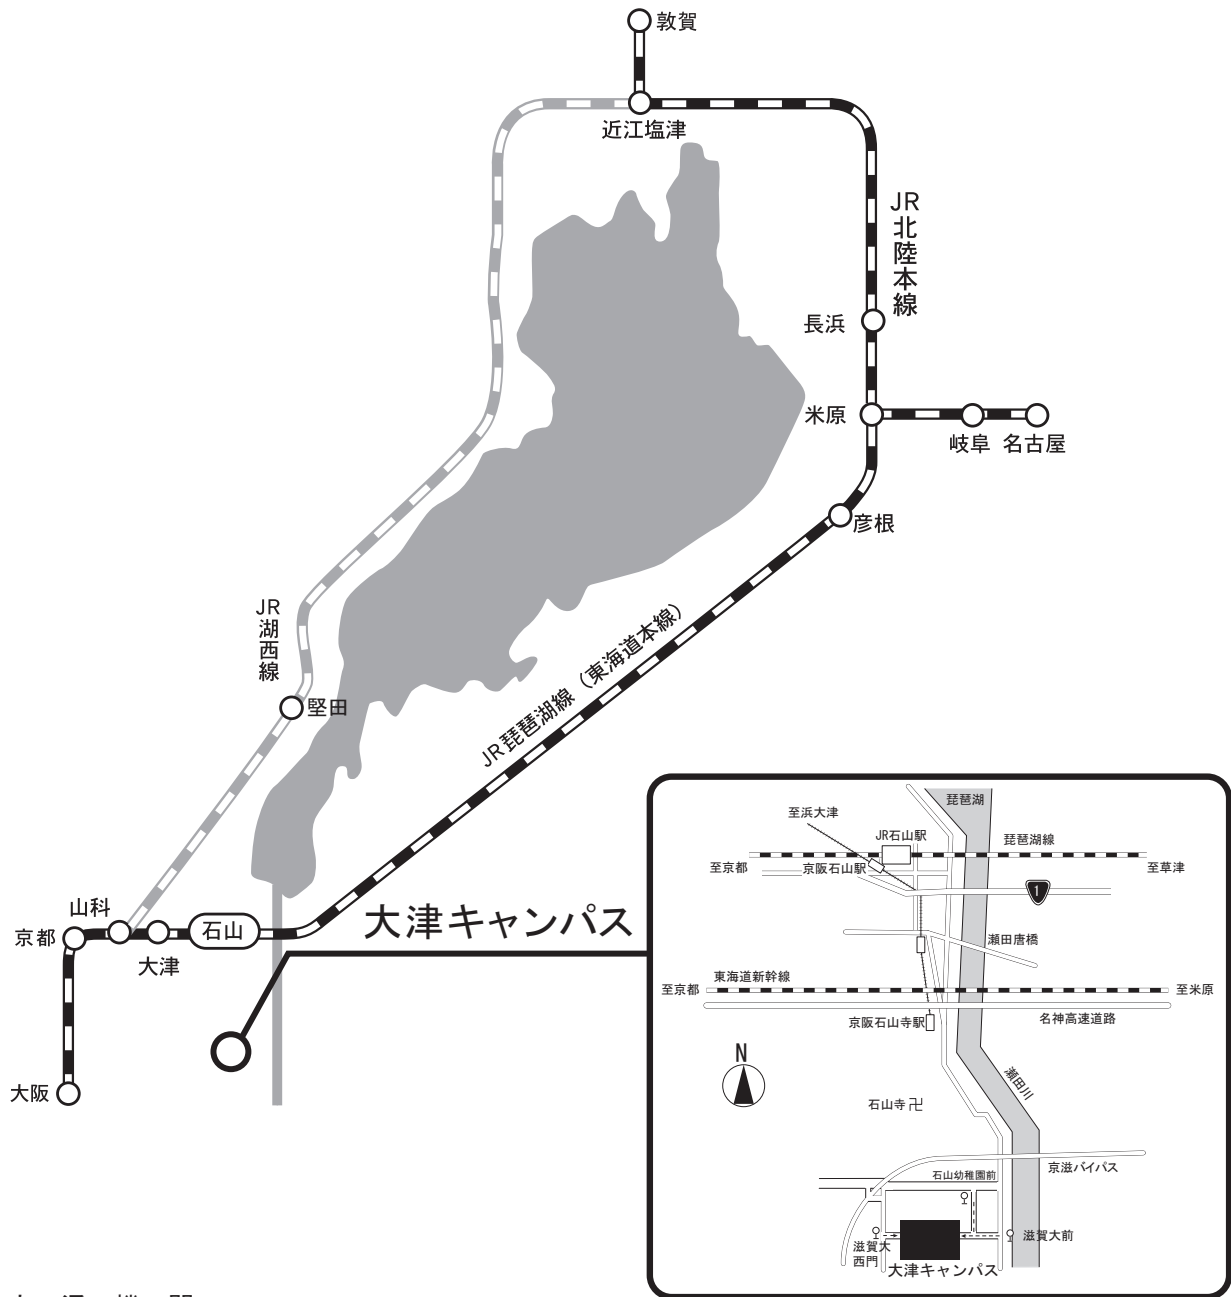 敦賀
近江塩津
JR北陸本線
長浜
米原
岐阜
名古屋
彦根
JR琵琶湖線（東海道本線）
JR湖西線
堅田
山科
京都
大津
石山
大阪
大津キャンパス
琵琶湖
至浜大津
JR石山駅
琵琶湖線
至京都
京阪石山駅
至草津
1
瀬田唐橋
東海道新幹線
至京都
至米原
京阪石山寺駅
名神高速道路
N
瀬田川
石山寺卍
京滋バイパス
石山幼稚園前
滋賀大
西門
滋賀大前
大津キャンパス